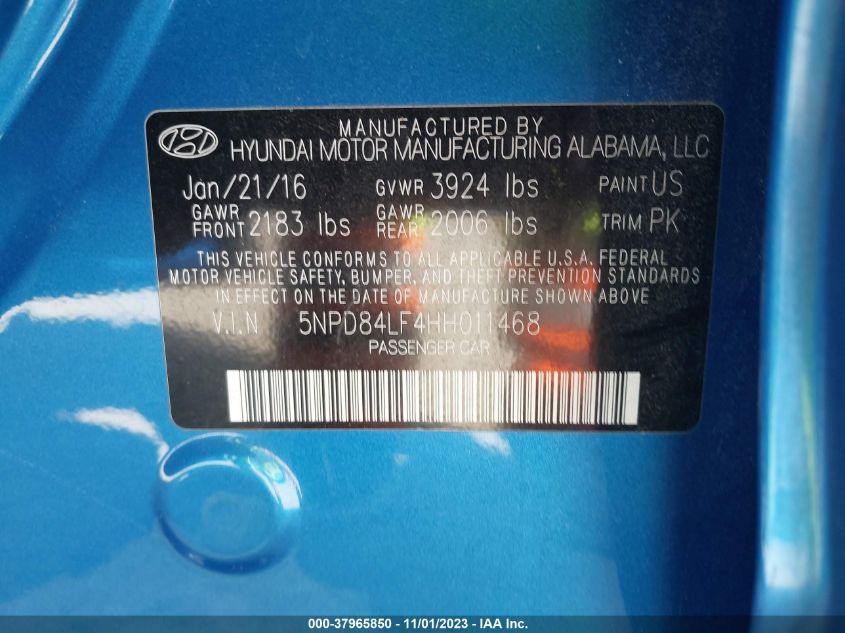 MANUFACTURED BY
HYUNDAI MOTOR MANUFACTURING ALABAMA, LLC
Jan/21/16 GVWR 3924 lbs PAINT US
GAWR FRONT 2183 lbs GAWR REAR 2006 lbs TRIM PK
THIS VEHICLE CONFORMS TO ALL APPLICABLE U.S.A. FEDERAL
MOTOR VEHICLE SAFETY, BUMPER, AND THEFT PREVENTION STANDARDS
IN EFFECT ON THE DATE OF MANUFACTURE SHOWN ABOVE
V.I.N 5NPD84LF4HH011468
PASSENGER CAR
000-37965850 - 11/01/2023 - IAA Inc.